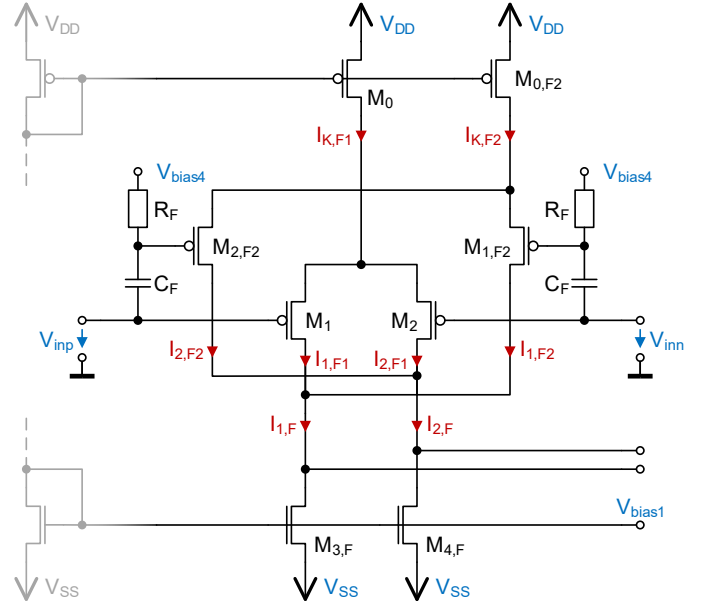 VDD VDD VDD
M0 M0,F2
IK,F1 IK,F2
Vbias4 Vbias4
RF RF
M2,F2 M1,F2
CF CF
M1 M2
Vinp Vinn
I2,F2 I1,F1 I2,F1 I1,F2
I1,F I2,F
Vbias1
M3,F M4,F
VSS VSS VSS